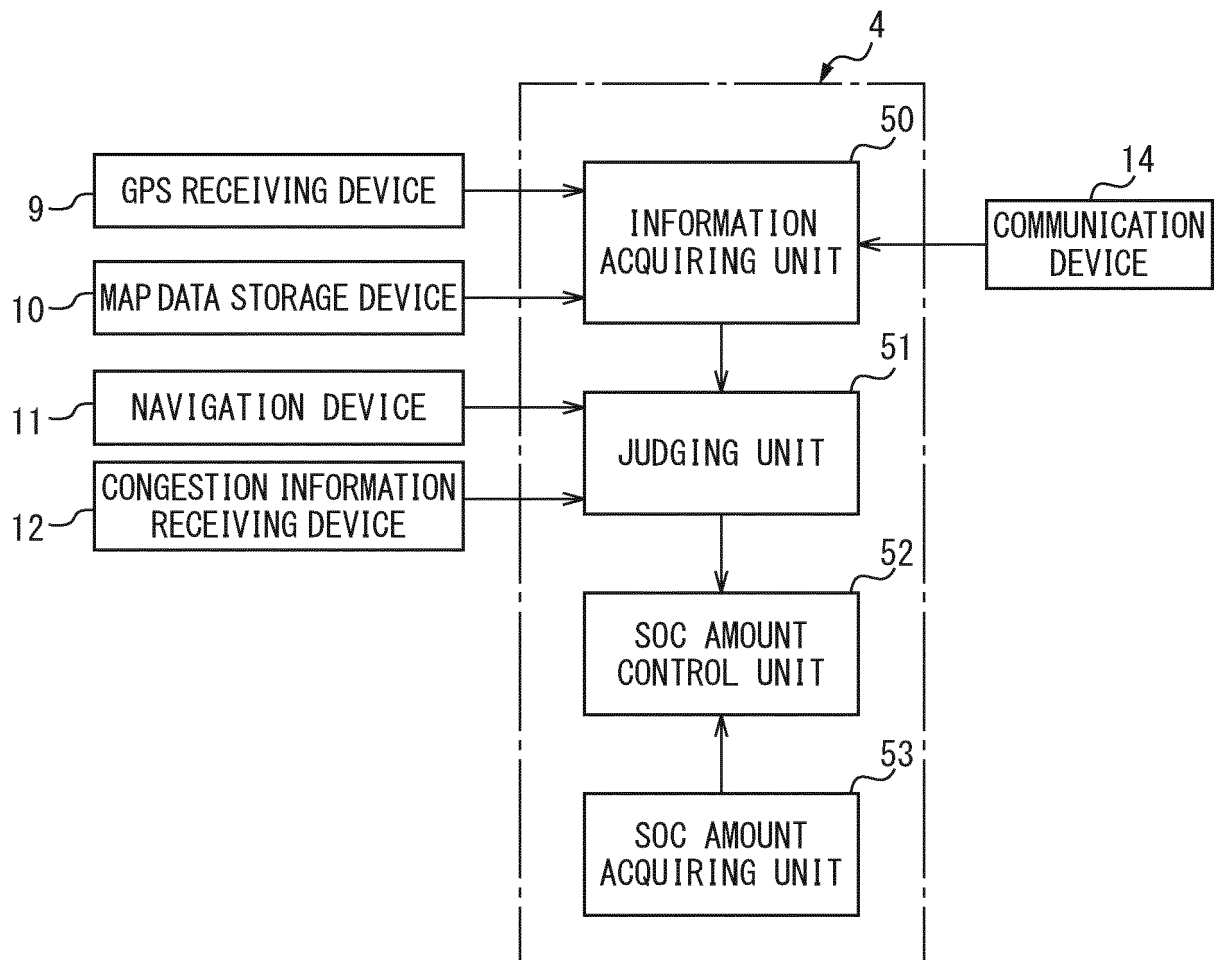 4
50
GPS RECEIVING DEVICE
9
14
INFORMATION
ACQUIRING UNIT
COMMUNICATION
DEVICE
MAP DATA STORAGE DEVICE
10
51
NAVIGATION DEVICE
11
JUDGING UNIT
CONGESTION INFORMATION
RECEIVING DEVICE
12
52
SOC AMOUNT
CONTROL UNIT
53
SOC AMOUNT
ACQUIRING UNIT